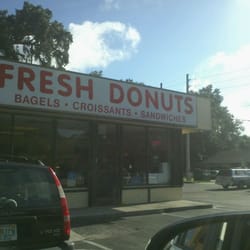 FRESH DONUTS
BAGELS • CROISSANTS • SANDWICHES